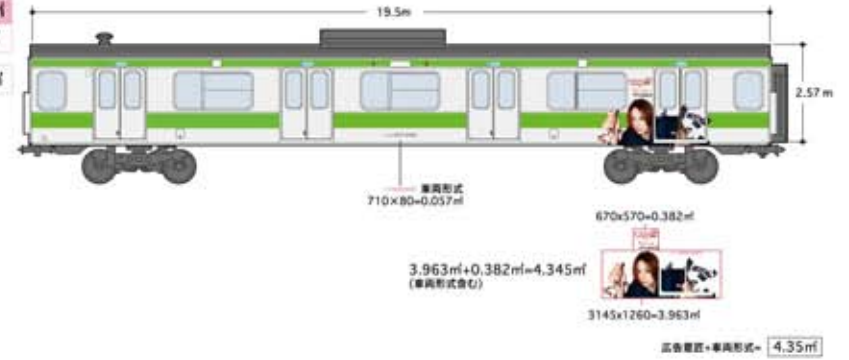 19.5m
2.57m
車両形式
710×80=0.057㎡
670x570=0.382㎡
3.963㎡+0.382㎡=4.345㎡
(車両形式含む)
3145x1260=3.963㎡
広告意匠+車両形式= 4.35㎡